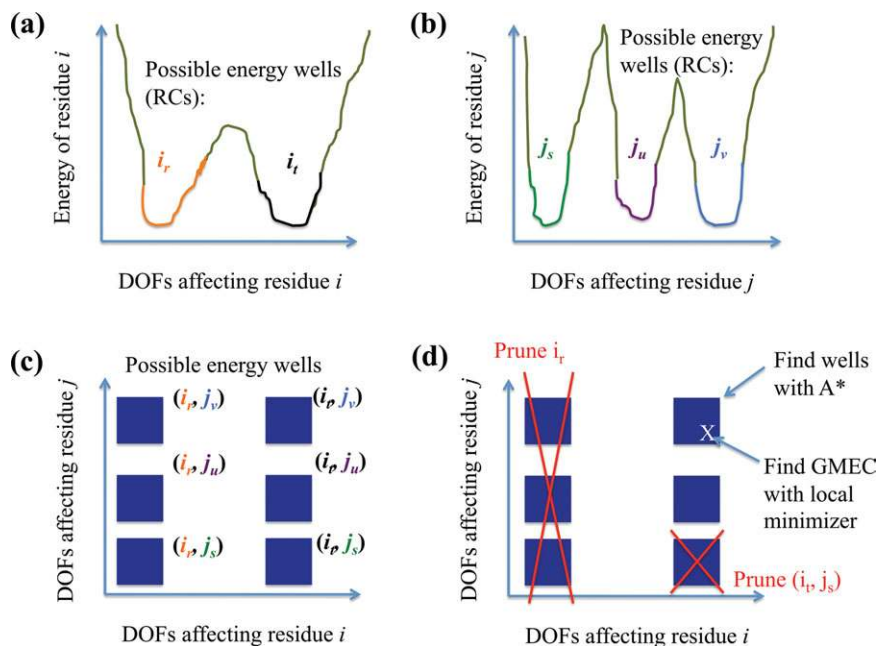 (a)
Energy of residue i
Possible energy wells
(RCs):
i_r
i_t
DOFs affecting residue i
(b)
Energy of residue j
Possible energy
wells (RCs):
j_s
j_u
j_v
DOFs affecting residue j
(c)
Possible energy wells
DOFs affecting residue j
(i_r, j_v)
(i_t, j_v)
(i_r, j_u)
(i_t, j_u)
(i_r, j_s)
(i_t, j_s)
DOFs affecting residue i
(d)
Prune i_r
DOFs affecting residue j
Find wells
with A*
X
Find GMEC
with local
minimizer
Prune (i_t, j_s)
DOFs affecting residue i